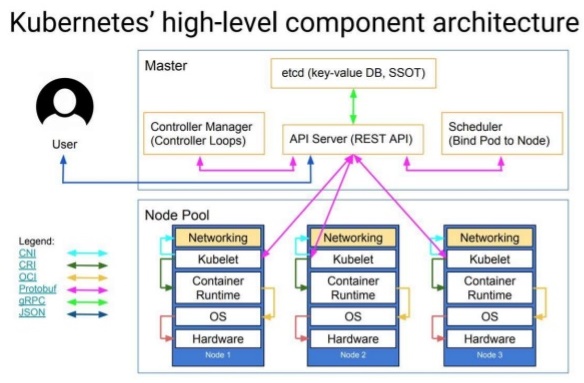 Kubernetes’ high-level component architecture
Master
etcd (key-value DB, SSOT)
User
Controller Manager
(Controller Loops)
API Server (REST API)
Scheduler
(Bind Pod to Node)
Node Pool
Legend:
CNI
CRI
OCI
Protobuf
gRPC
JSON
Networking
Kubelet
Container
Runtime
OS
Hardware
Node 1
Networking
Kubelet
Container
Runtime
OS
Hardware
Node 2
Networking
Kubelet
Container
Runtime
OS
Hardware
Node 3